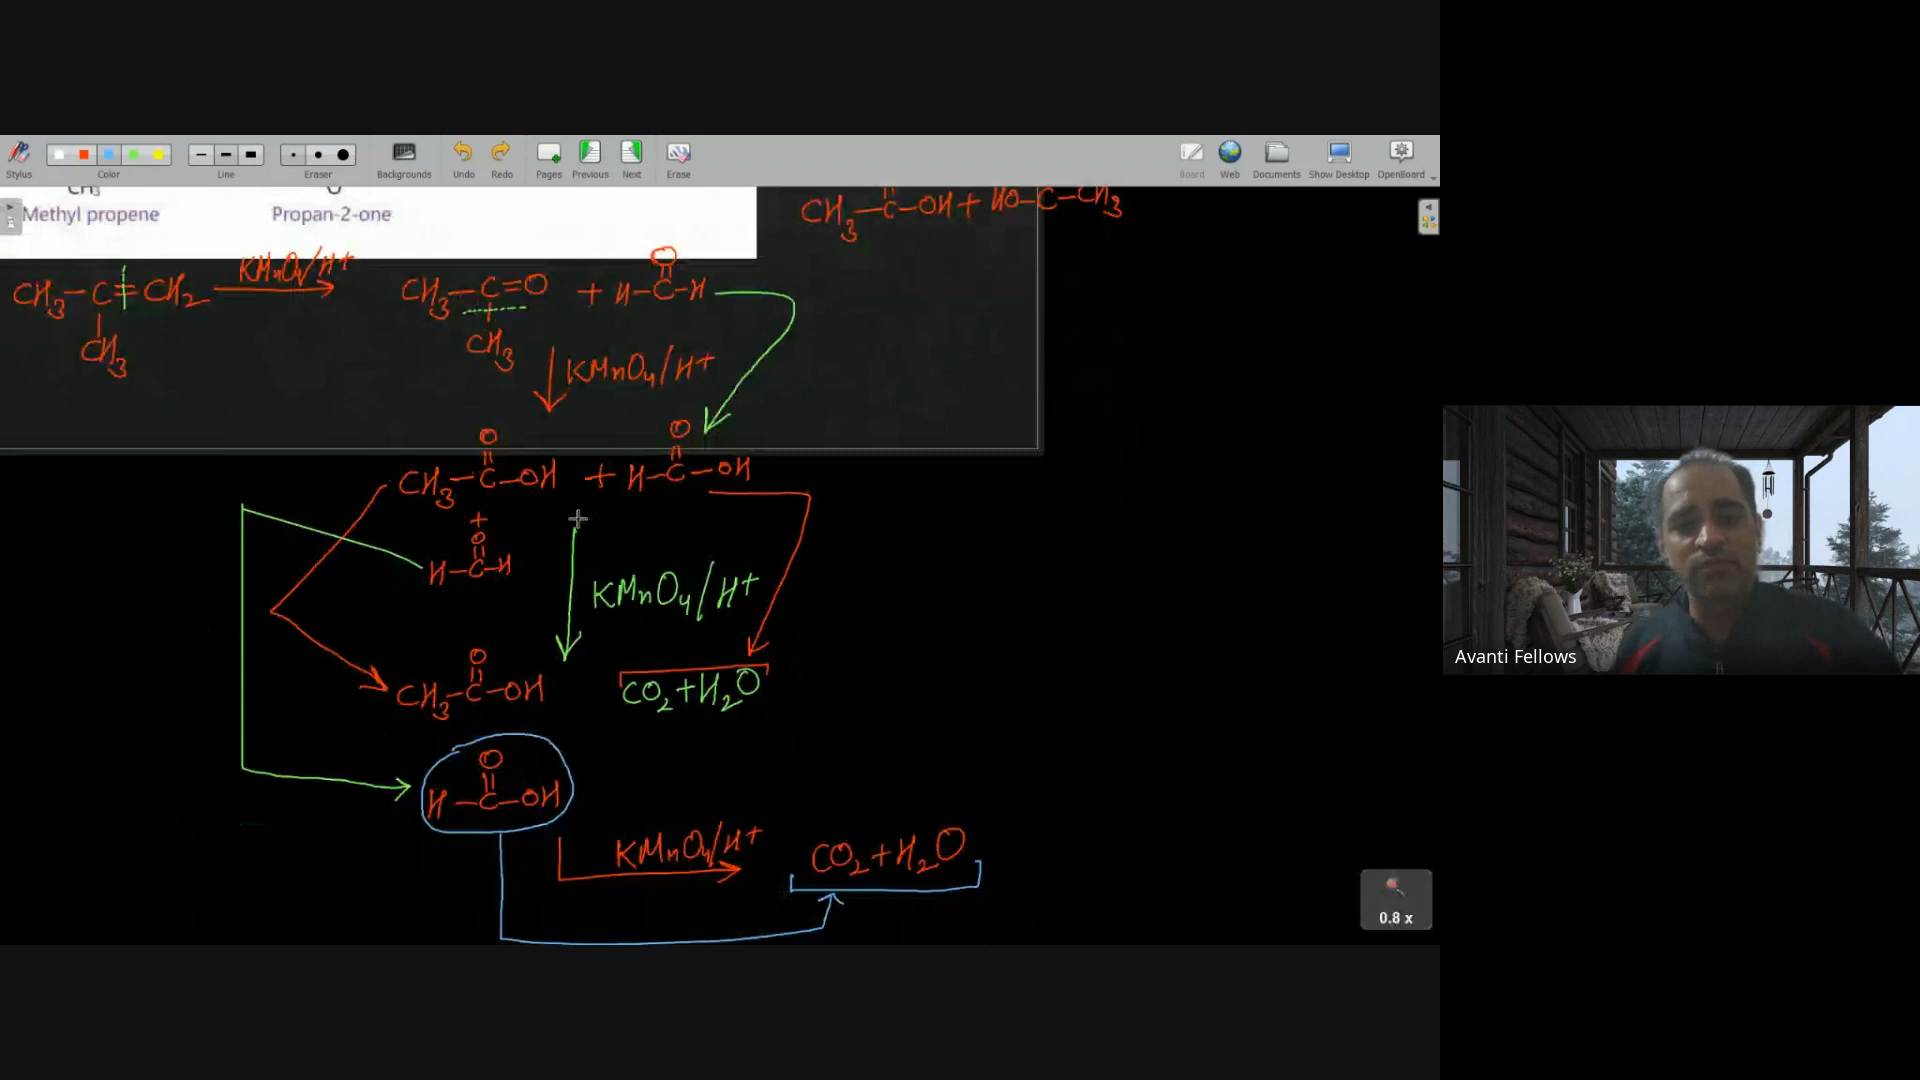 Stylus Color Line Eraser Backgrounds Undo Redo Pages Previous Next Erase Board Web Documents Show Desktop OpenBoard
CH3 O
Methyl propene Propan-2-one
CH3—C—OH + HO—C—CH3
CH3—C=CH2 KMnO4/H+ CH3—C=O + H—C—H
O
CH3 CH3
KMnO4/H+
O O
CH3—C—OH + H—C—OH
+
O
H—C—H
KMnO4/H+
O
CH3—C—OH CO2+H2O
O
H—C—OH
KMnO4/H+ CO2+H2O
0.8 x
Avanti Fellows